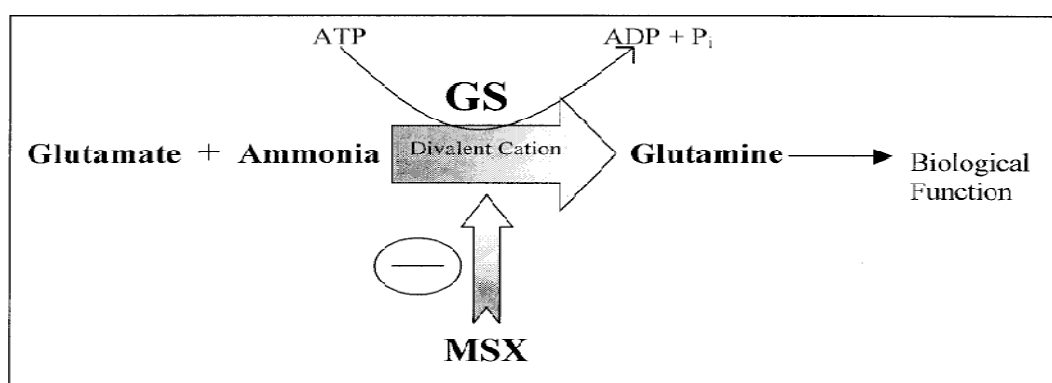 ATP ADP + Pi
GS
Glutamate + Ammonia Divalent Cation Glutamine Biological
Function
MSX